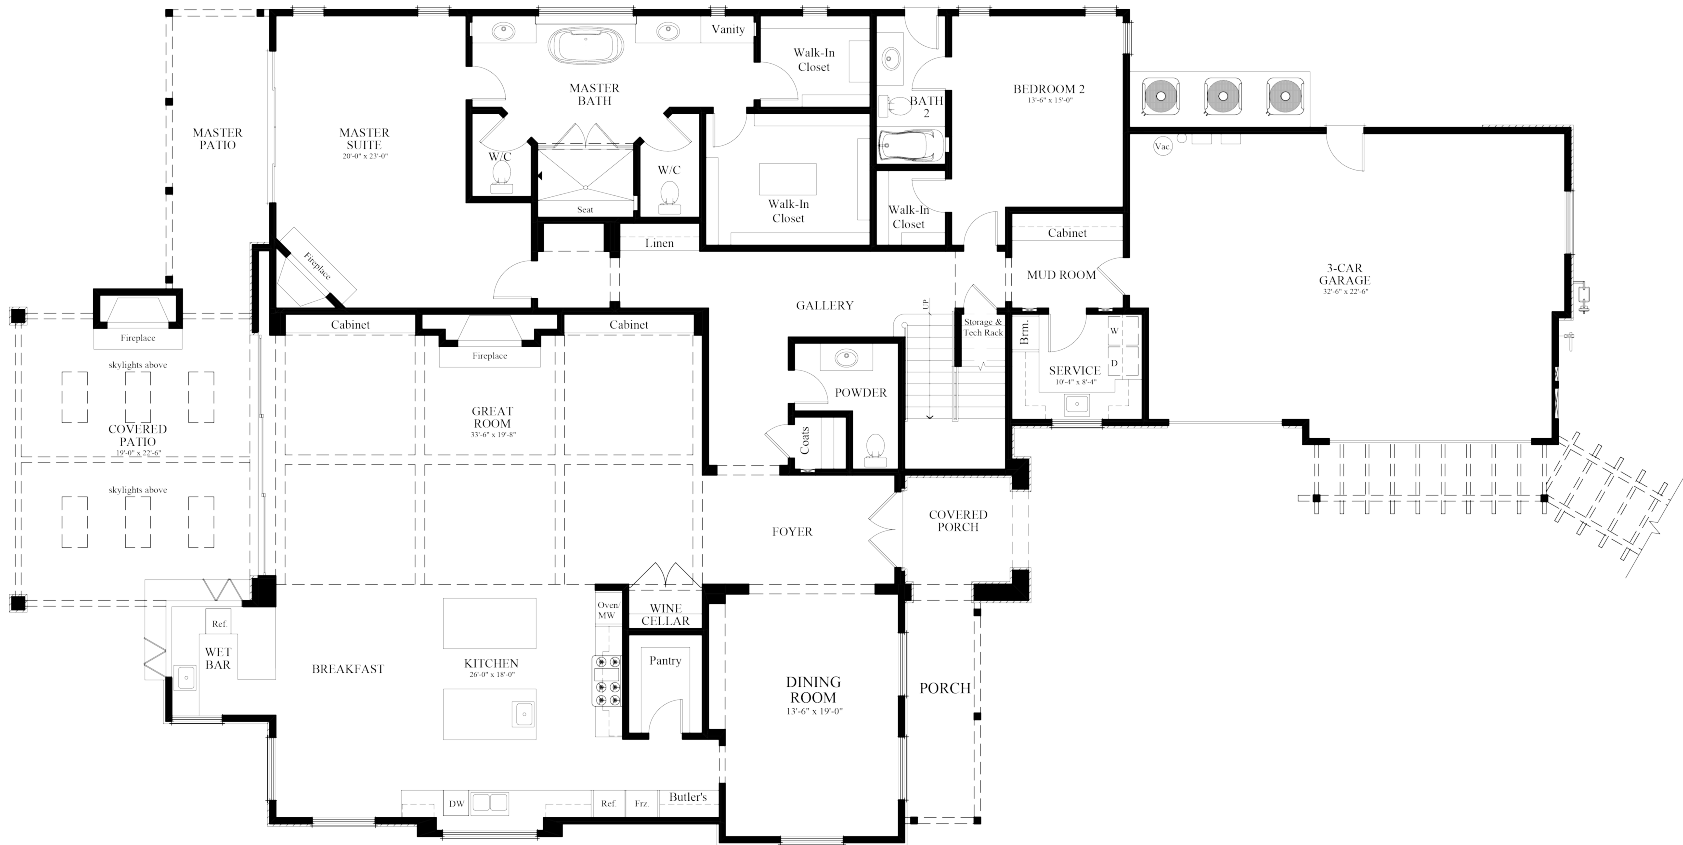 Vanity
Walk-In
Closet
MASTER
BATH
BEDROOM 2
13'-6" x 15'-0"
BATH
2
MASTER
PATIO
MASTER
SUITE
20'-0" x 23'-0"
W/C
W/C
Vac
Seat
Walk-In
Closet
Walk-In
Closet
Linen
Cabinet
Fireplace
MUD ROOM
3-CAR
GARAGE
32'-6" x 22'-6"
GALLERY
UP
Cabinet
Cabinet
Storage &
Tech Rack
Brm.
W
D
Fireplace
Fireplace
skylights above
SERVICE
10'-4" x 8'-4"
POWDER
GREAT
ROOM
33'-6" x 19'-8"
COVERED
PATIO
19'-0" x 22'-6"
Coats
skylights above
FOYER
COVERED
PORCH
Oven/
MW
WINE
CELLAR
Ref.
WET
BAR
BREAKFAST
KITCHEN
26'-0" x 18'-0"
Pantry
DINING
ROOM
13'-6" x 19'-0"
PORCH
DW
Ref.
Frz.
Butler's